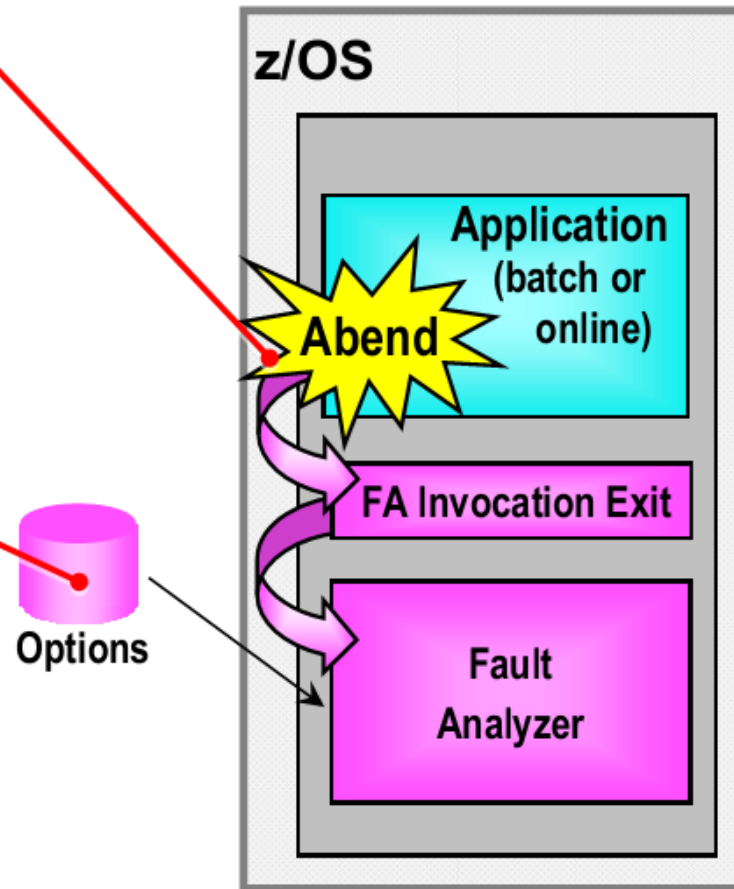 z/OS
Application
(batch or
online)
Abend
FA Invocation Exit
Options
Fault
Analyzer